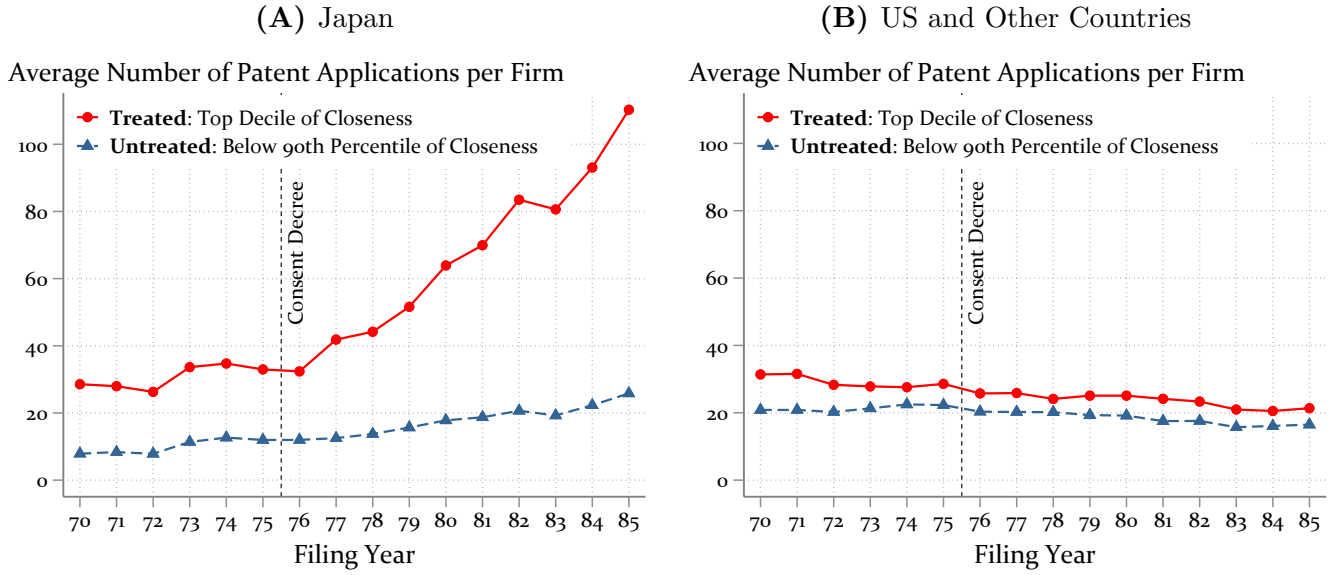 (A) Japan
Average Number of Patent Applications per Firm
Treated: Top Decile of Closeness
Untreated: Below 90th Percentile of Closeness
100
80
60
40
20
0
Consent Decree
70 71 72 73 74 75 76 77 78 79 80 81 82 83 84 85
Filing Year
(B) US and Other Countries
Average Number of Patent Applications per Firm
Treated: Top Decile of Closeness
Untreated: Below 90th Percentile of Closeness
100
80
60
40
20
0
Consent Decree
70 71 72 73 74 75 76 77 78 79 80 81 82 83 84 85
Filing Year